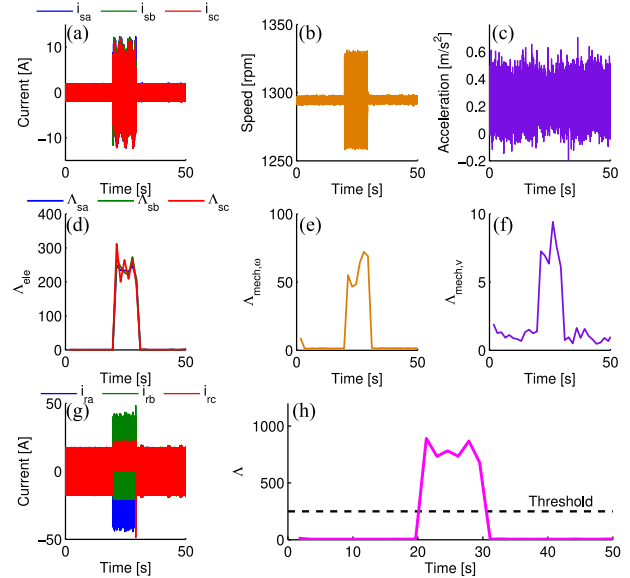 i_sa i_sb i_sc
(a)
Current [A]
10
0
−10
0
50
Time [s]
(b)
Speed [rpm]
1350
1300
1250
0
50
Time [s]
(c)
Acceleration [m/s²]
0.8
0.6
0.4
0.2
0
−0.2
0
50
Time [s]
Λ_sa Λ_sb Λ_sc
(d)
Λ_ele
400
300
200
100
0
0
50
Time [s]
(e)
Λ_mech,ω
100
50
0
0
50
Time [s]
(f)
Λ_mech,v
10
5
0
0
50
Time [s]
i_ra i_rb i_rc
(g)
Current [A]
50
0
−50
0
50
Time [s]
(h)
Λ
1000
500
0
Threshold
0
10
20
30
40
50
Time [s]